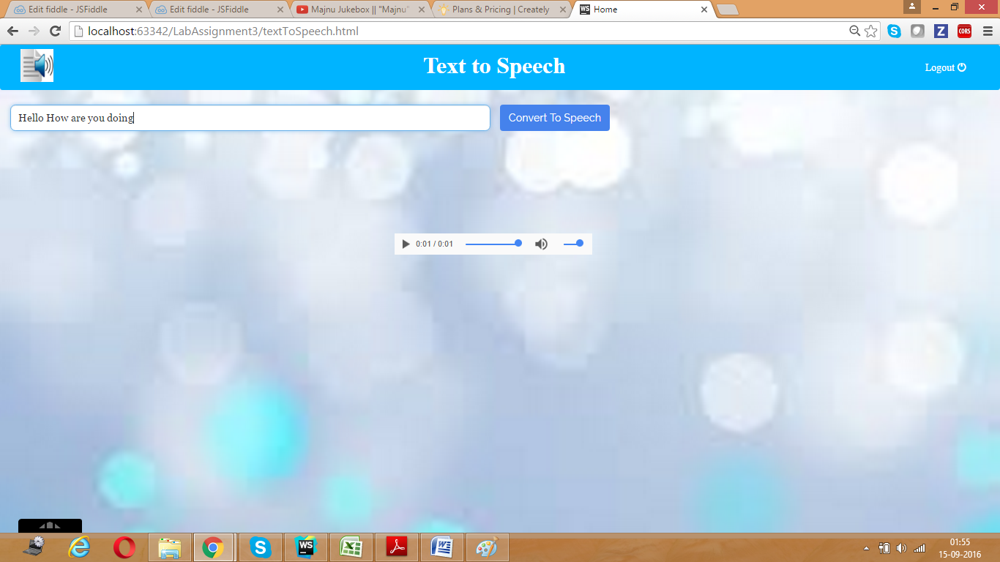 Edit fiddle - JSFiddle
Edit fiddle - JSFiddle
Majnu Jukebox || "Majnu"
Plans & Pricing | Creately
WS Home
localhost:63342/LabAssignment3/textToSpeech.html
S
Z
CORS
Text to Speech
Logout
Hello How are you doing
Convert To Speech
0:01 / 0:01
S
WS
X
W
01:55
15-09-2016